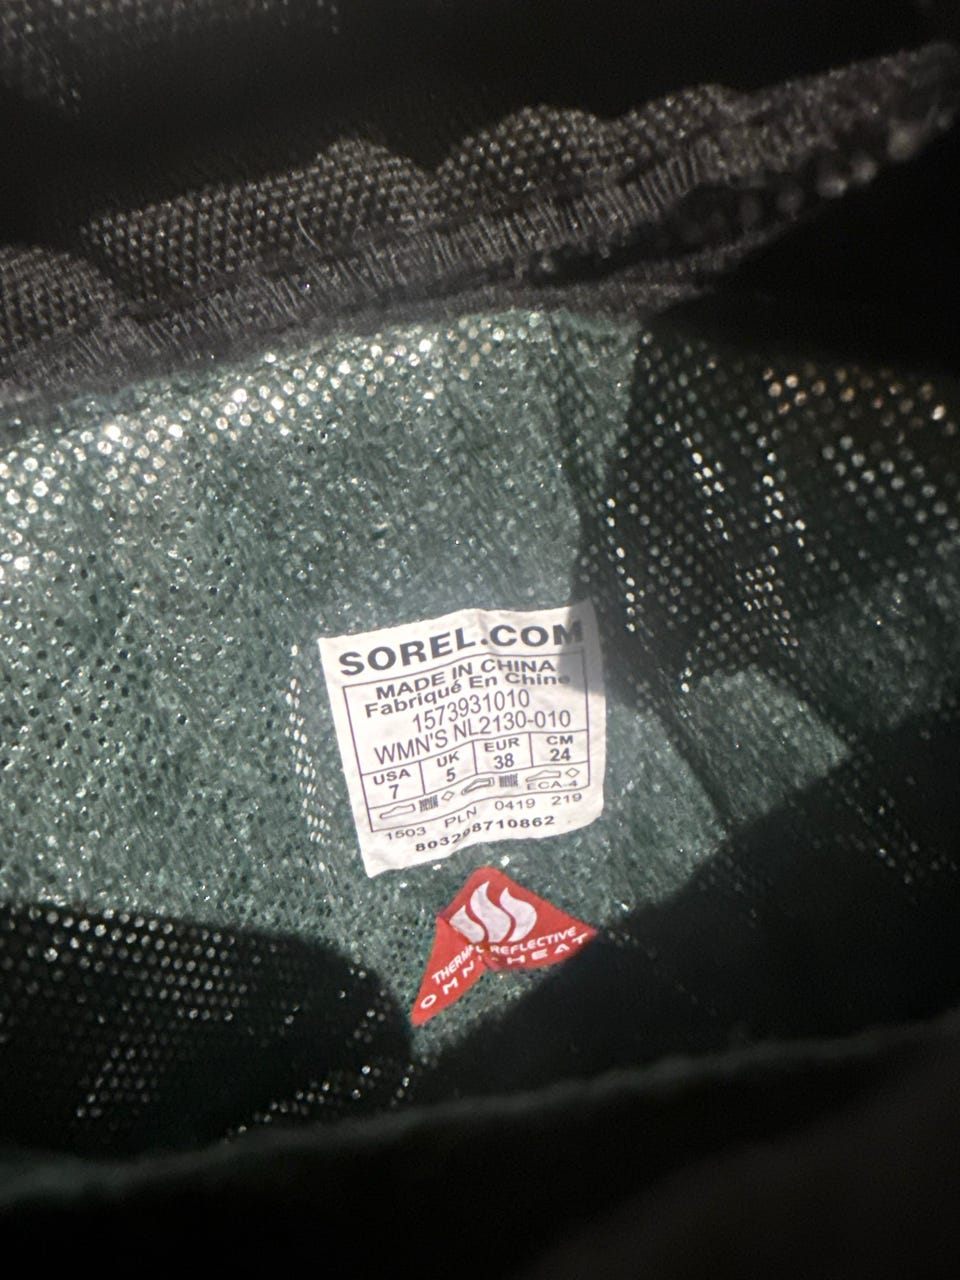 SOREL.COM
MADE IN CHINA
Fabriqué En Chine
1573931010
WMN'S NL2130-010
USA UK EUR CM
7 5 38 24
ECA-4
1503 PLN 0419 219
803298710862
THERMAL REFLECTIVE
OMNI-HEAT